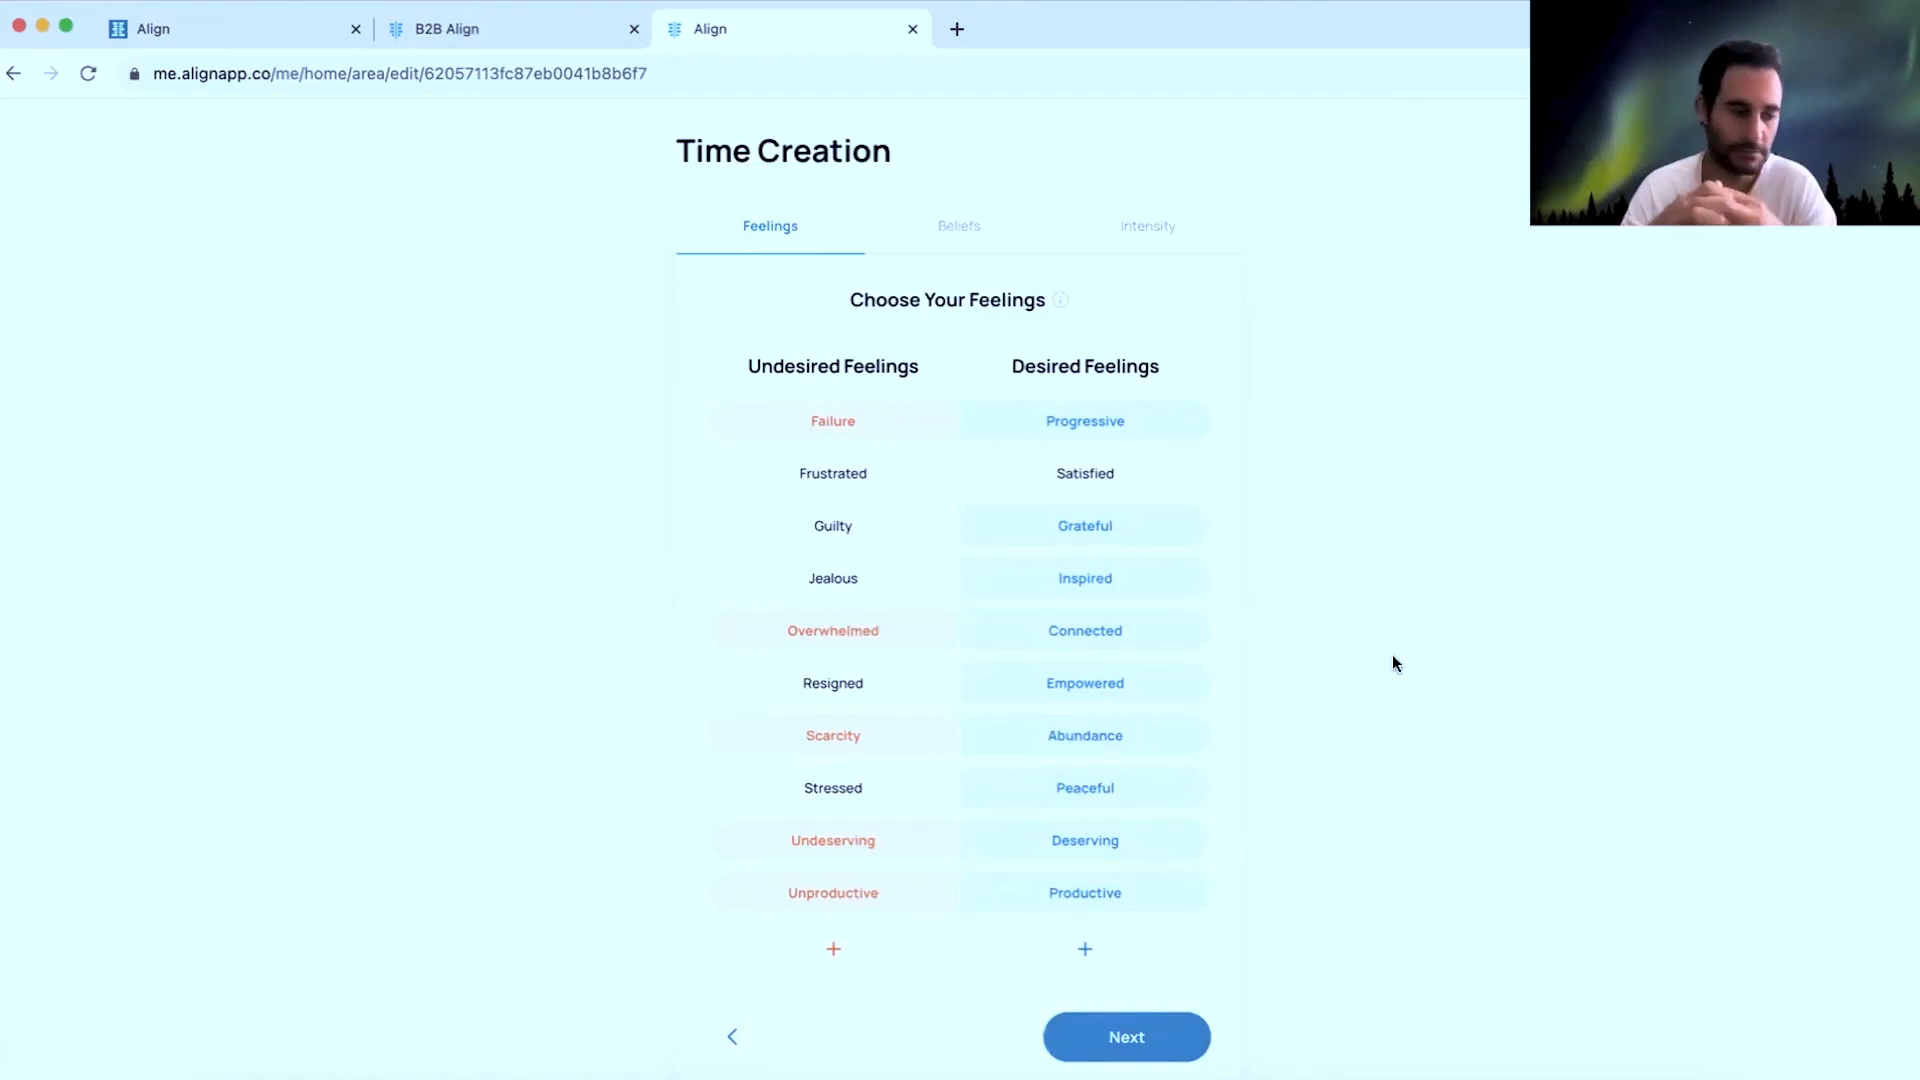 Align
B2B Align
Align
me.alignapp.co/me/home/area/edit/62057113fc87eb0041b8b6f7
Time Creation
Feelings Beliefs Intensity
Choose Your Feelings
Undesired Feelings Desired Feelings
Failure Progressive
Frustrated Satisfied
Guilty Grateful
Jealous Inspired
Overwhelmed Connected
Resigned Empowered
Scarcity Abundance
Stressed Peaceful
Undeserving Deserving
Unproductive Productive
+ +
Next